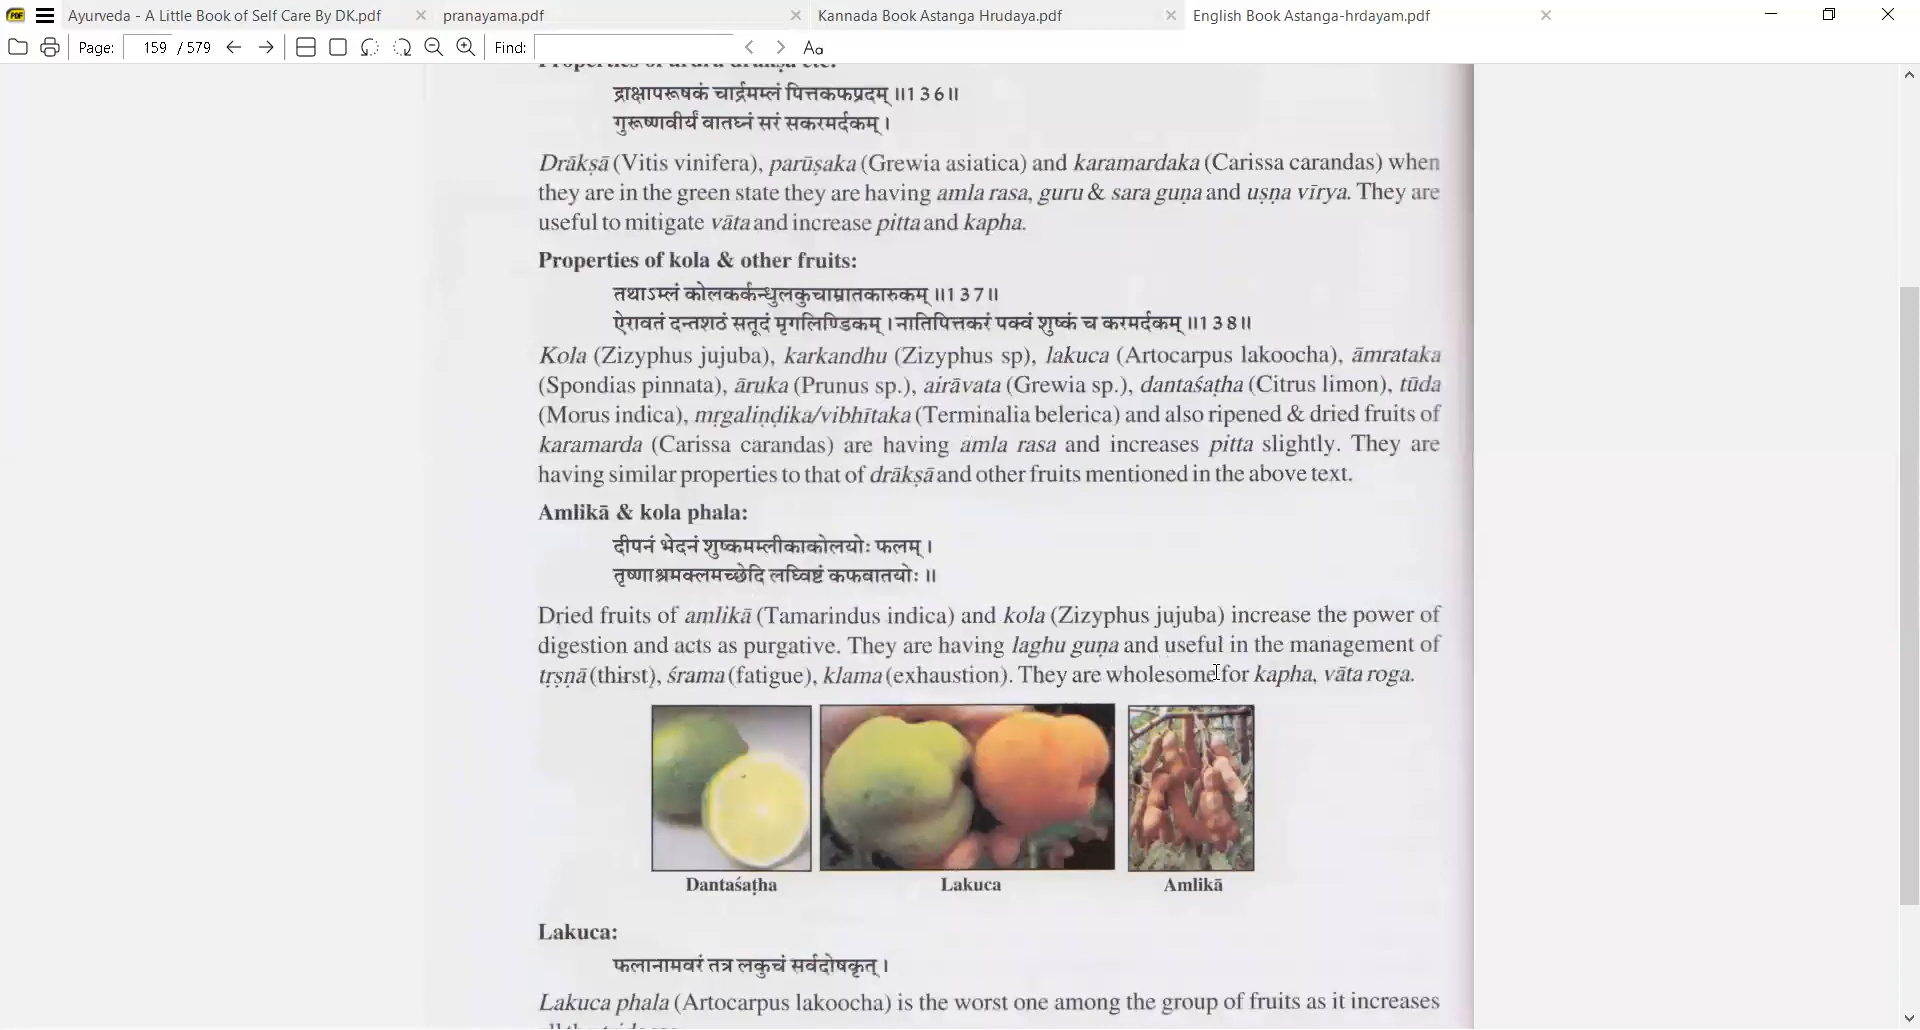 Ayurveda - A Little Book of Self Care By DK.pdf
pranayama.pdf
Kannada Book Astanga Hrudaya.pdf
English Book Astanga-hrdayam.pdf
Page: 159 / 579
Find:
Aa
द्राक्षापरूषकं चार्द्रमम्लं पित्तकफप्रदम् ॥136॥
गुरूष्णवीर्यं वातघ्नं सरं सकरमर्दकम् ।
Drākṣā (Vitis vinifera), parūṣaka (Grewia asiatica) and karamardaka (Carissa carandas) when
they are in the green state they are having amla rasa, guru & sara guṇa and uṣṇa vīrya. They are
useful to mitigate vāta and increase pitta and kapha.
Properties of kola & other fruits:
तथाऽम्लं कोलकर्कन्धुलकुचाम्रातकारुकम् ॥137॥
ऐरावतं दन्तशठं सतूदं मृगलिण्डिकम् । नातिपित्तकरं पक्वं शुष्कं च करमर्दकम् ॥138॥
Kola (Zizyphus jujuba), karkandhu (Zizyphus sp), lakuca (Artocarpus lakoocha), āmrataka
(Spondias pinnata), āruka (Prunus sp.), airāvata (Grewia sp.), dantaśaṭha (Citrus limon), tūda
(Morus indica), mṛgaliṇḍika/vibhītaka (Terminalia belerica) and also ripened & dried fruits of
karamarda (Carissa carandas) are having amla rasa and increases pitta slightly. They are
having similar properties to that of drākṣā and other fruits mentioned in the above text.
Amlikā & kola phala:
दीपनं भेदनं शुष्कमम्लीकाकोलयोः फलम् ।
तृष्णाश्रमक्लमच्छेदि लघ्विष्टं कफवातयोः ॥
Dried fruits of amlikā (Tamarindus indica) and kola (Zizyphus jujuba) increase the power of
digestion and acts as purgative. They are having laghu guṇa and useful in the management of
tṛṣṇā (thirst), śrama (fatigue), klama (exhaustion). They are wholesome for kapha, vāta roga.
Dantaśaṭha
Lakuca
Amlikā
Lakuca:
फलानामवरं तत्र लकुचं सर्वदोषकृत् ।
Lakuca phala (Artocarpus lakoocha) is the worst one among the group of fruits as it increases